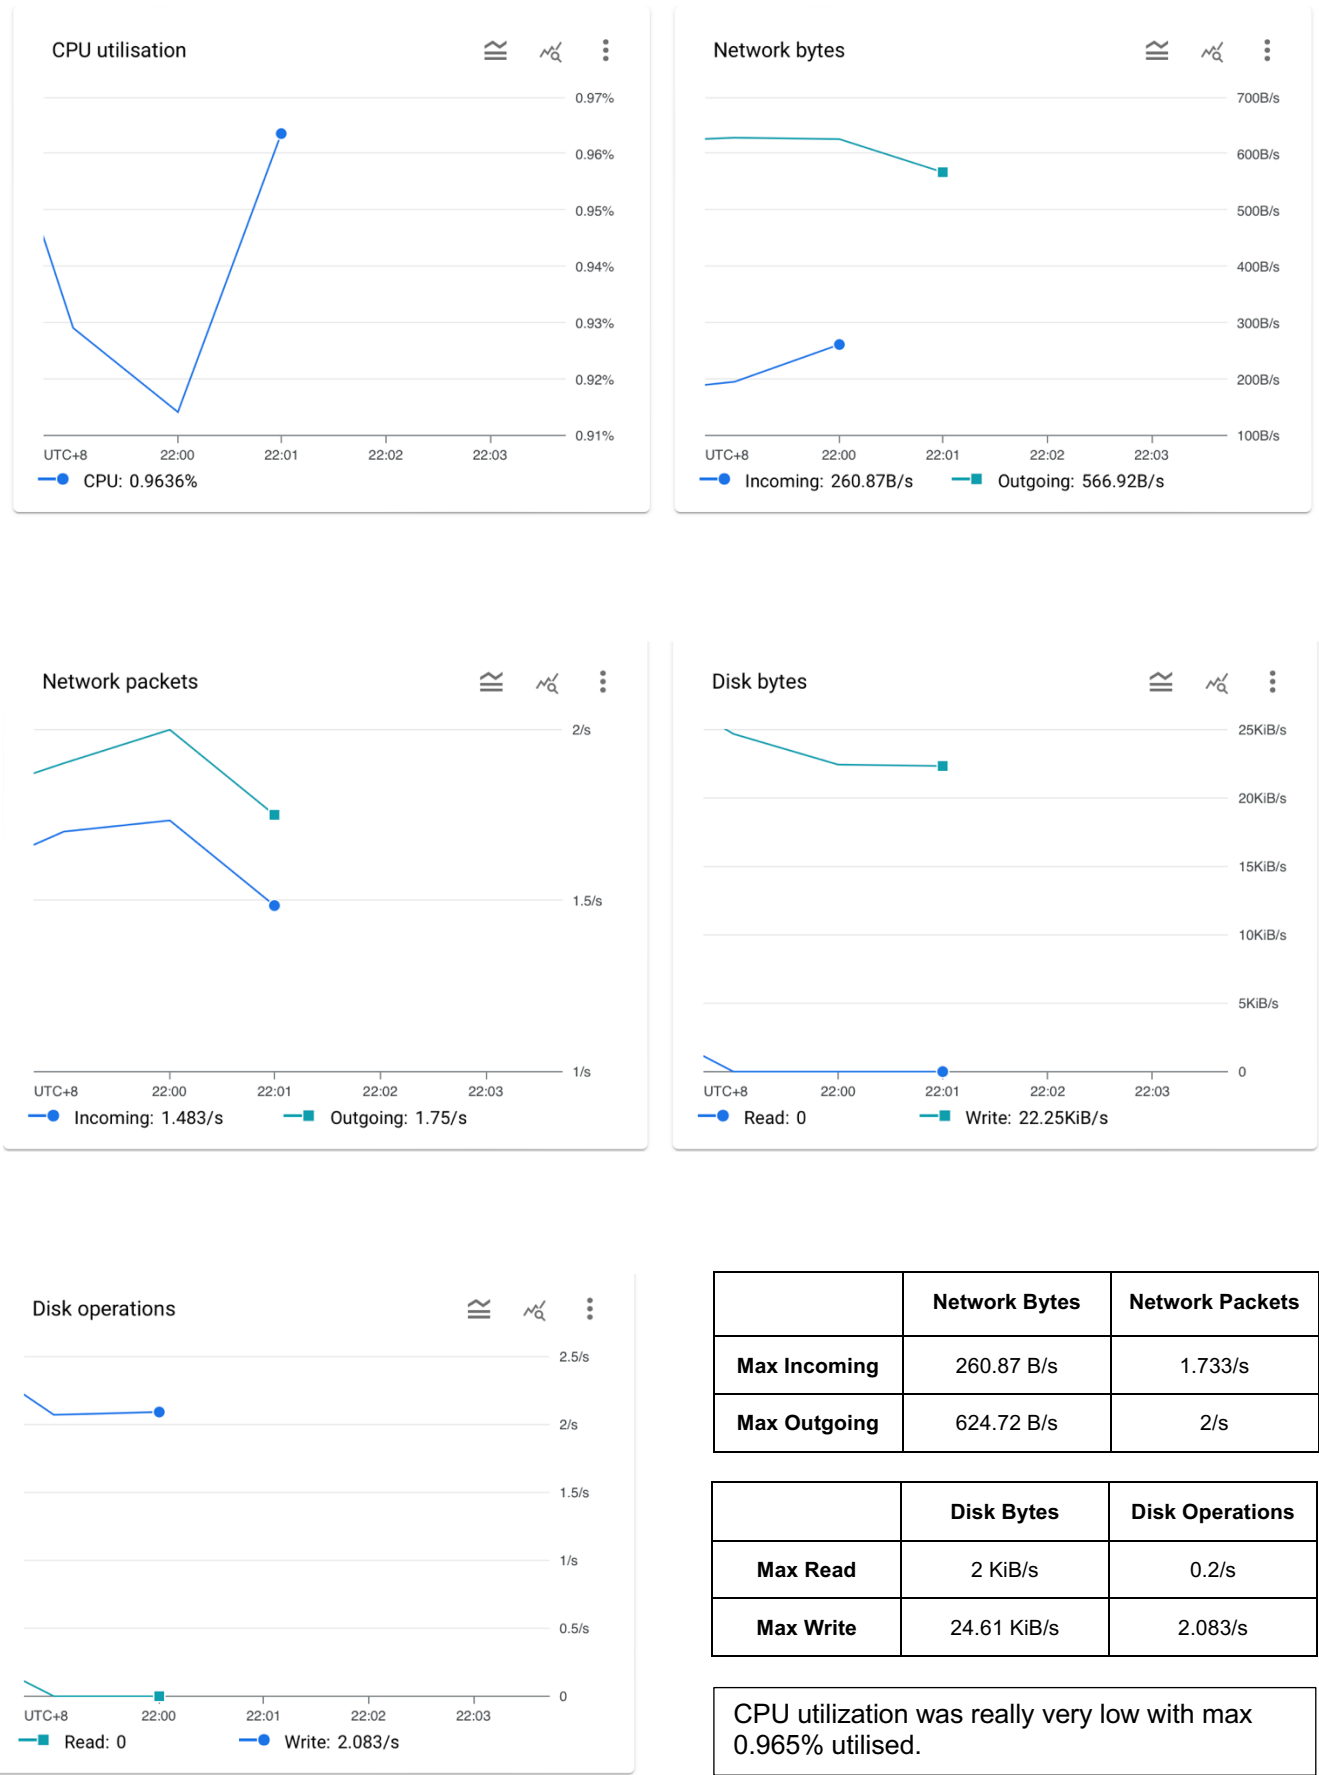 CPU utilisation
0.97%
0.96%
0.95%
0.94%
0.93%
0.92%
0.91%
UTC+8 22:00 22:01 22:02 22:03
CPU: 0.9636%
Network bytes
700B/s
600B/s
500B/s
400B/s
300B/s
200B/s
100B/s
UTC+8 22:00 22:01 22:02 22:03
Incoming: 260.87B/s Outgoing: 566.92B/s
Network packets
2/s
1.5/s
1/s
UTC+8 22:00 22:01 22:02 22:03
Incoming: 1.483/s Outgoing: 1.75/s
Disk bytes
25KiB/s
20KiB/s
15KiB/s
10KiB/s
5KiB/s
0
UTC+8 22:00 22:01 22:02 22:03
Read: 0 Write: 22.25KiB/s
Disk operations
2.5/s
2/s
1.5/s
1/s
0.5/s
0
UTC+8 22:00 22:01 22:02 22:03
Read: 0 Write: 2.083/s
Network Bytes Network Packets
Max Incoming 260.87 B/s 1.733/s
Max Outgoing 624.72 B/s 2/s
Disk Bytes Disk Operations
Max Read 2 KiB/s 0.2/s
Max Write 24.61 KiB/s 2.083/s
CPU utilization was really very low with max
0.965% utilised.